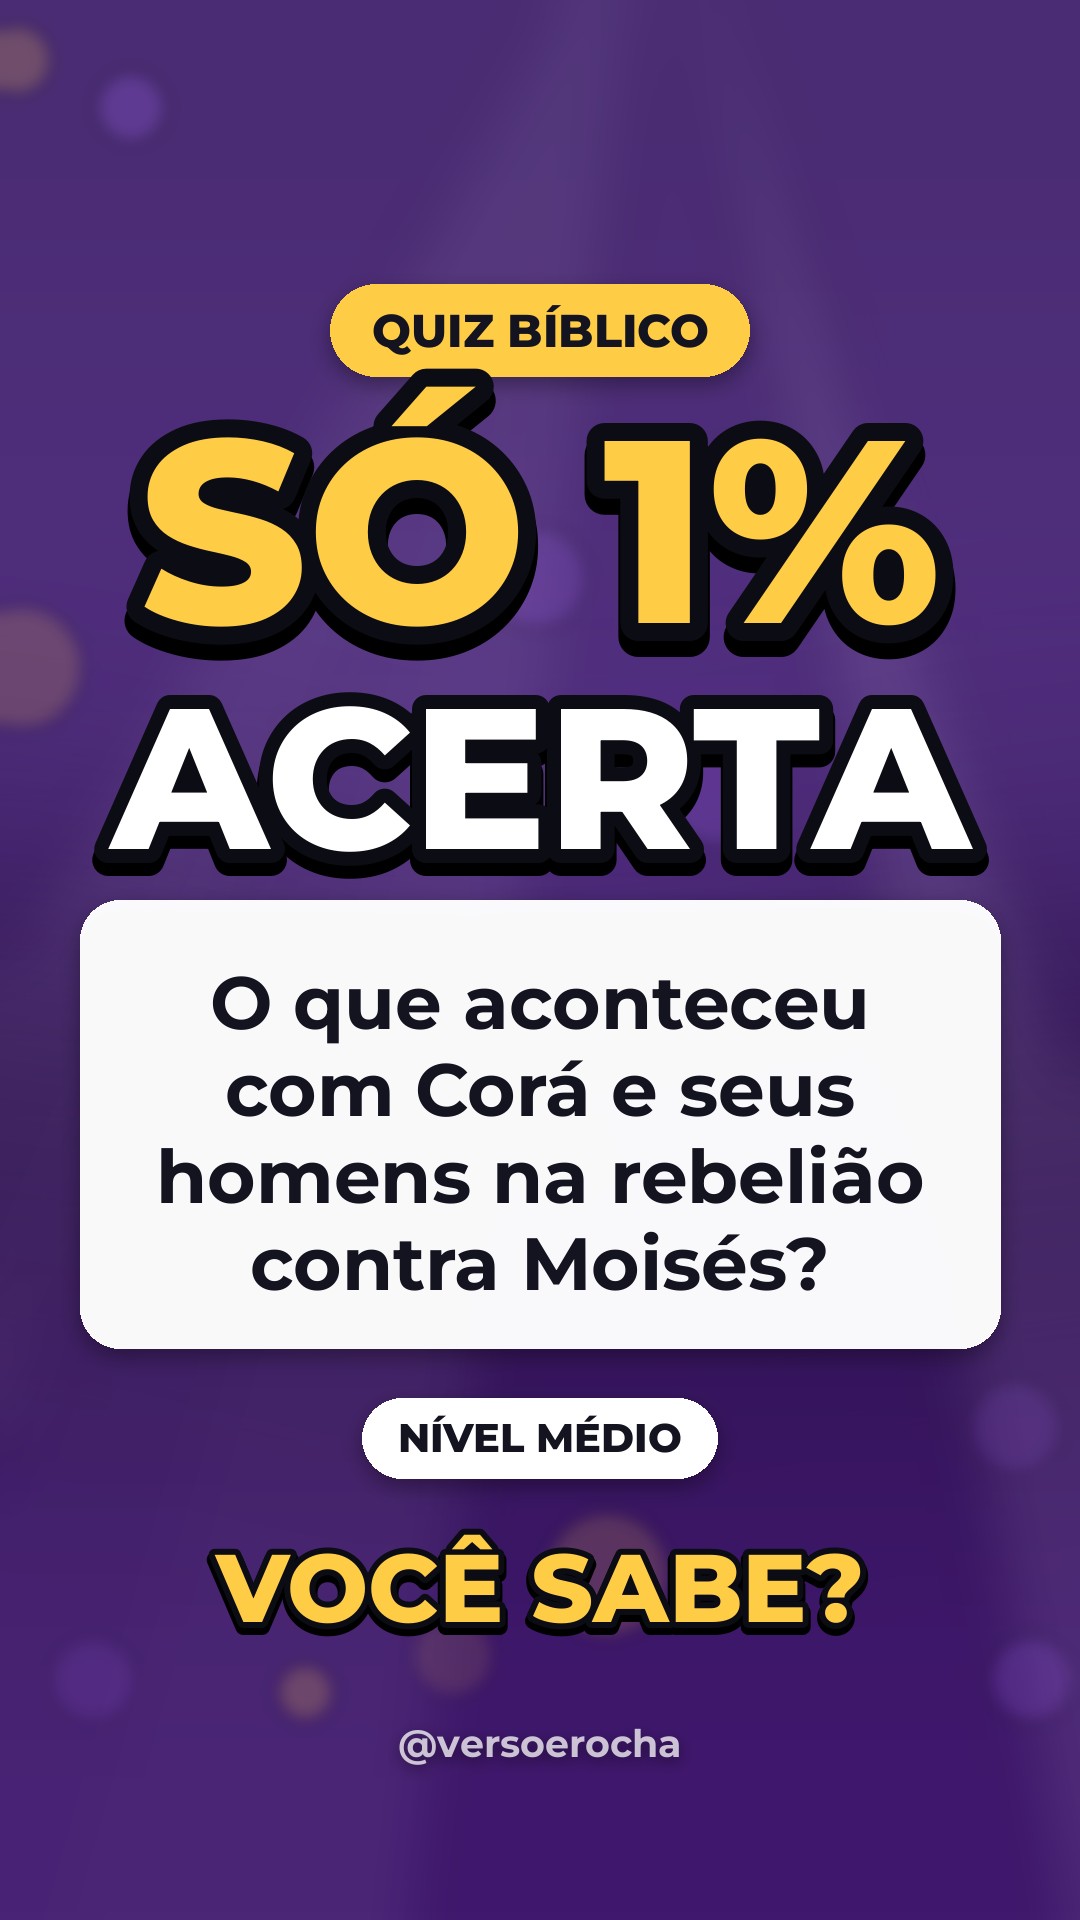 QUIZ BÍBLICO
SÓ 1%
ACERTA
O que aconteceu
com Corá e seus
homens na rebelião
contra Moisés?
NÍVEL MÉDIO
VOCÊ SABE?
@versoerocha